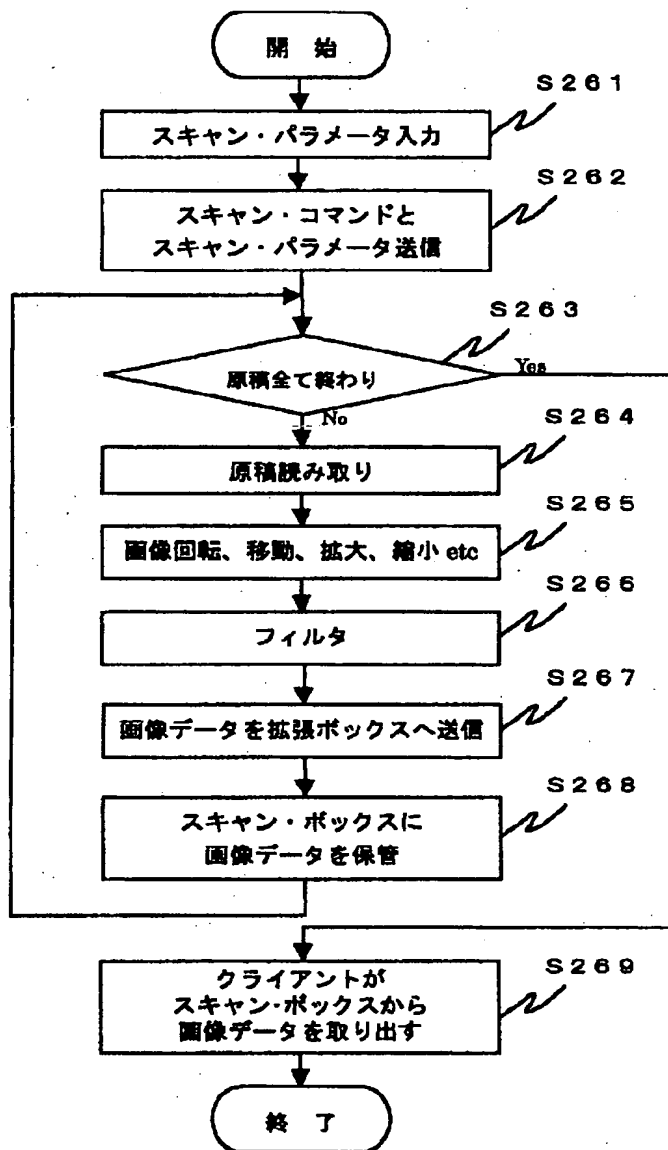 開 始
S261
スキャン・パラメータ入力
S262
スキャン・コマンドと
スキャン・パラメータ送信
S263
原稿全て終わり
Yes
No
S264
原稿読み取り
S265
画像回転、移動、拡大、縮小 etc
S266
フィルタ
S267
画像データを拡張ボックスへ送信
S268
スキャン・ボックスに
画像データを保管
S269
クライアントが
スキャン・ボックスから
画像データを取り出す
終 了